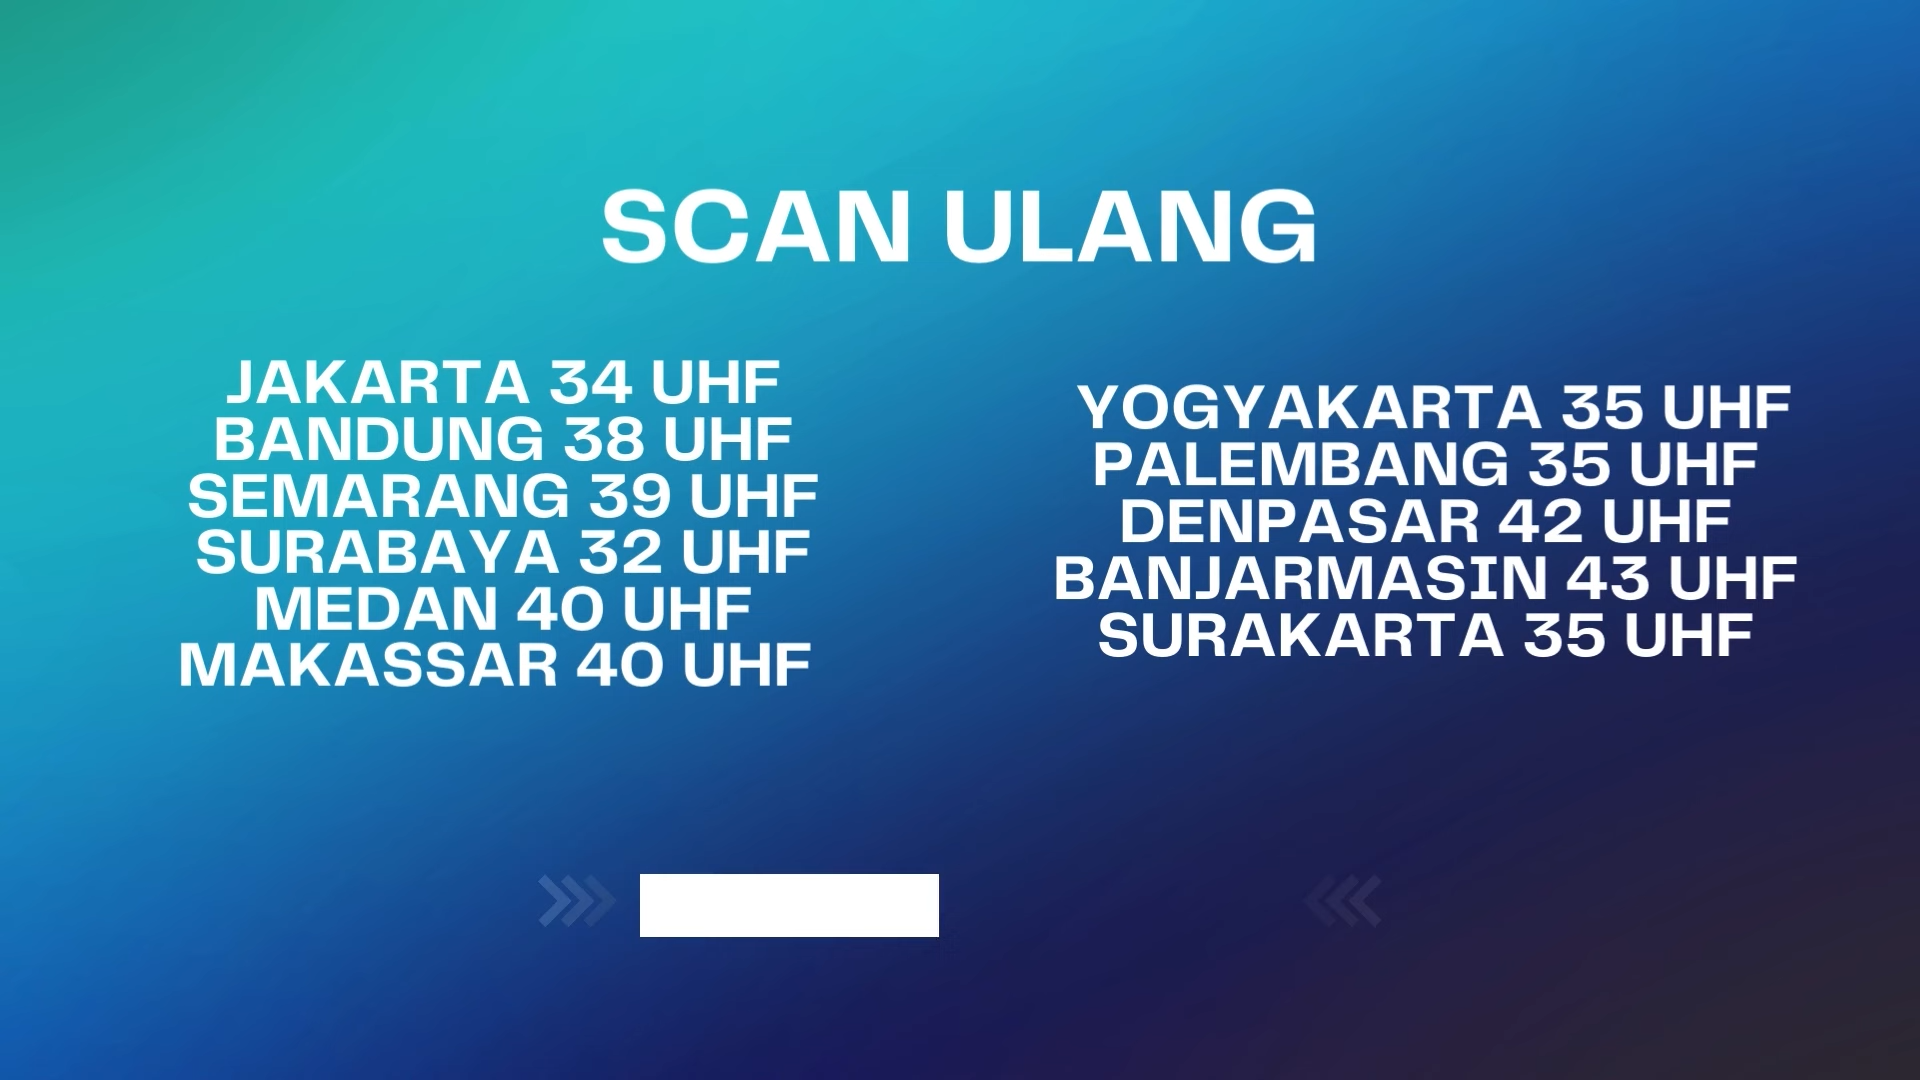 SCAN ULANG
JAKARTA 34 UHF
BANDUNG 38 UHF
SEMARANG 39 UHF
SURABAYA 32 UHF
MEDAN 40 UHF
MAKASSAR 40 UHF
YOGYAKARTA 35 UHF
PALEMBANG 35 UHF
DENPASAR 42 UHF
BANJARMASIN 43 UHF
SURAKARTA 35 UHF